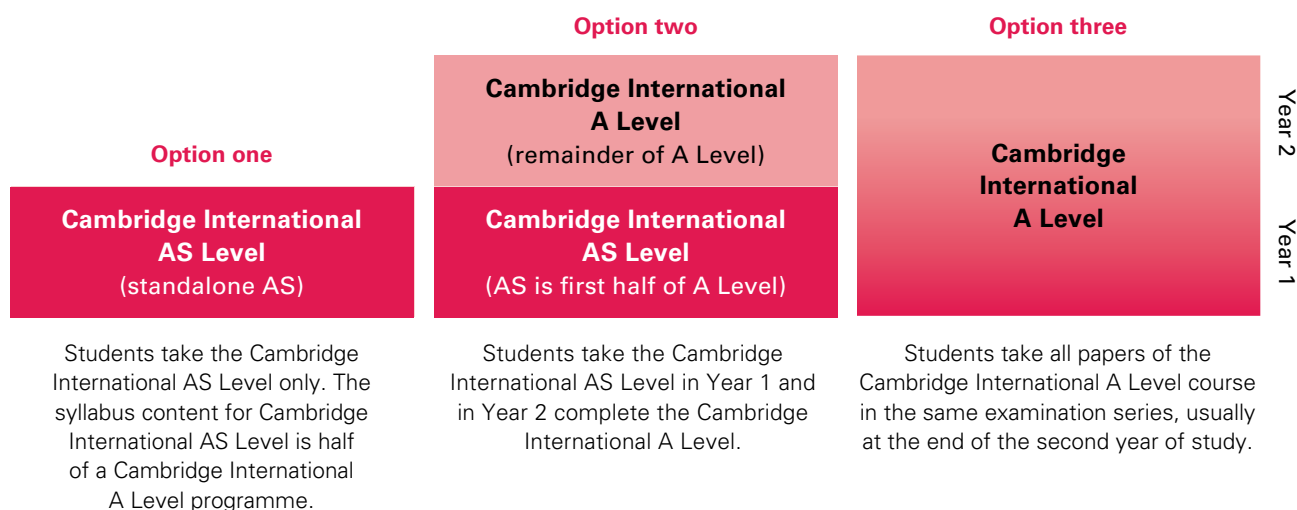 Option one
Cambridge International
AS Level
(standalone AS)
Students take the Cambridge
International AS Level only. The
syllabus content for Cambridge
International AS Level is half
of a Cambridge International
A Level programme.
Option two
Cambridge International
A Level
(remainder of A Level)
Cambridge International
AS Level
(AS is first half of A Level)
Students take the Cambridge
International AS Level in Year 1 and
in Year 2 complete the Cambridge
International A Level.
Option three
Cambridge
International
A Level
Students take all papers of the
Cambridge International A Level course
in the same examination series, usually
at the end of the second year of study.
Year 2
Year 1